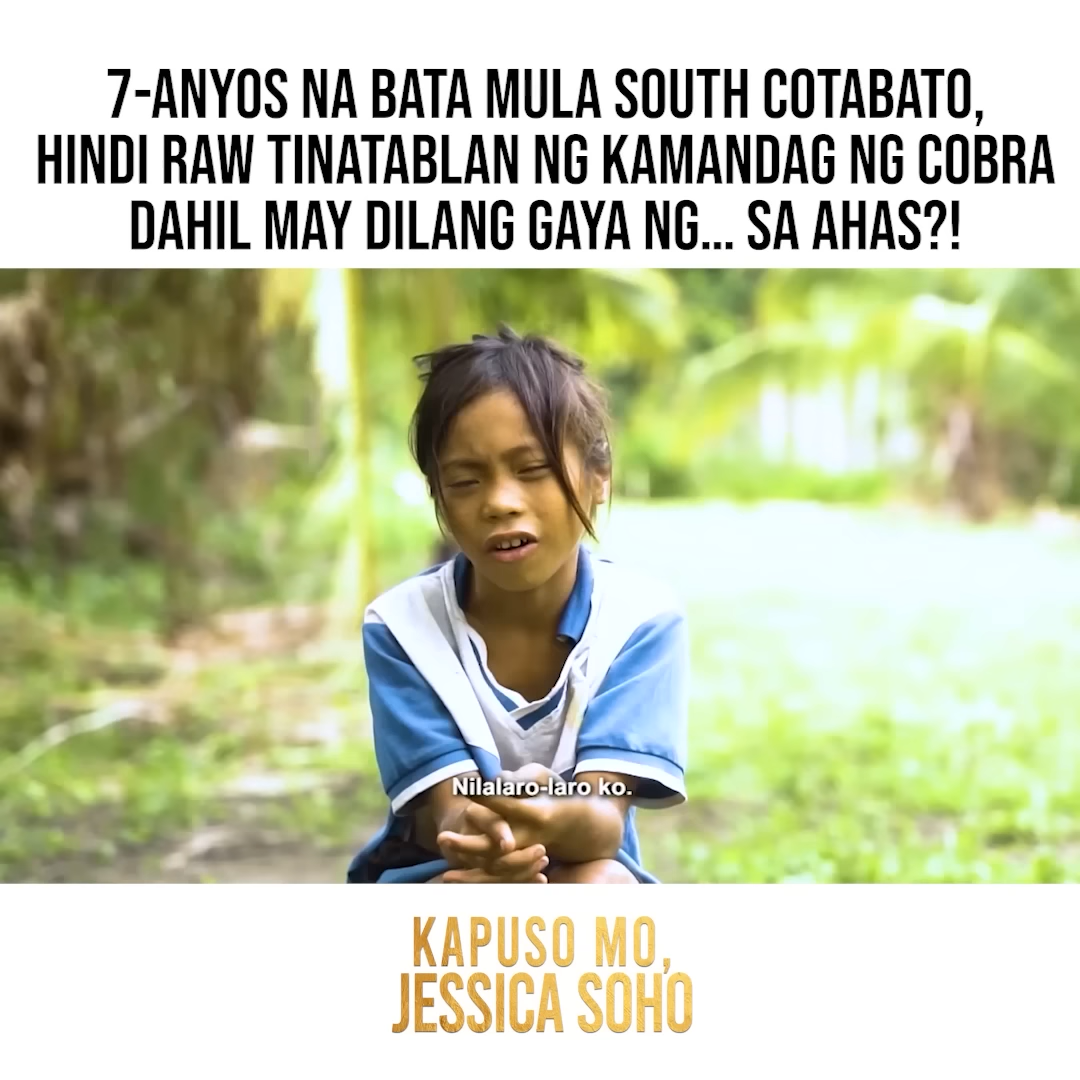 7-ANYOS NA BATA MULA SOUTH COTABATO,
HINDI RAW TINATABLAN NG KAMANDAG NG COBRA
DAHIL MAY DILANG GAYA NG... SA AHAS?!
Nilalaro-laro ko.
KAPUSO MO,
JESSICA SOHO